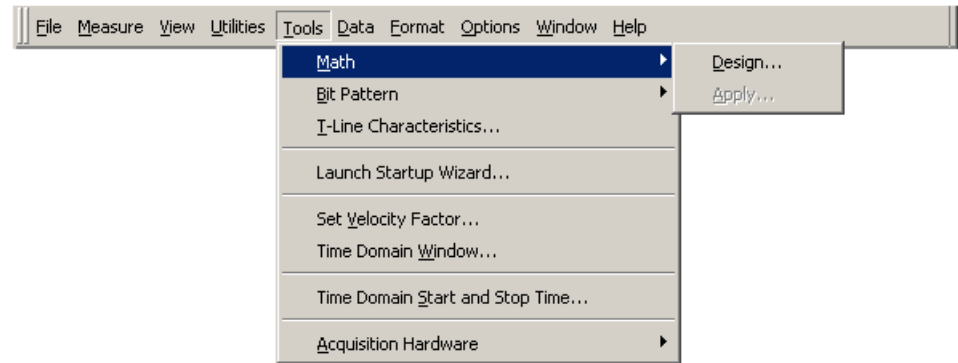 File Measure View Utilities Tools Data Format Options Window Help
Math
Design...
Bit Pattern
Apply...
T-Line Characteristics...
Launch Startup Wizard...
Set Velocity Factor...
Time Domain Window...
Time Domain Start and Stop Time...
Acquisition Hardware